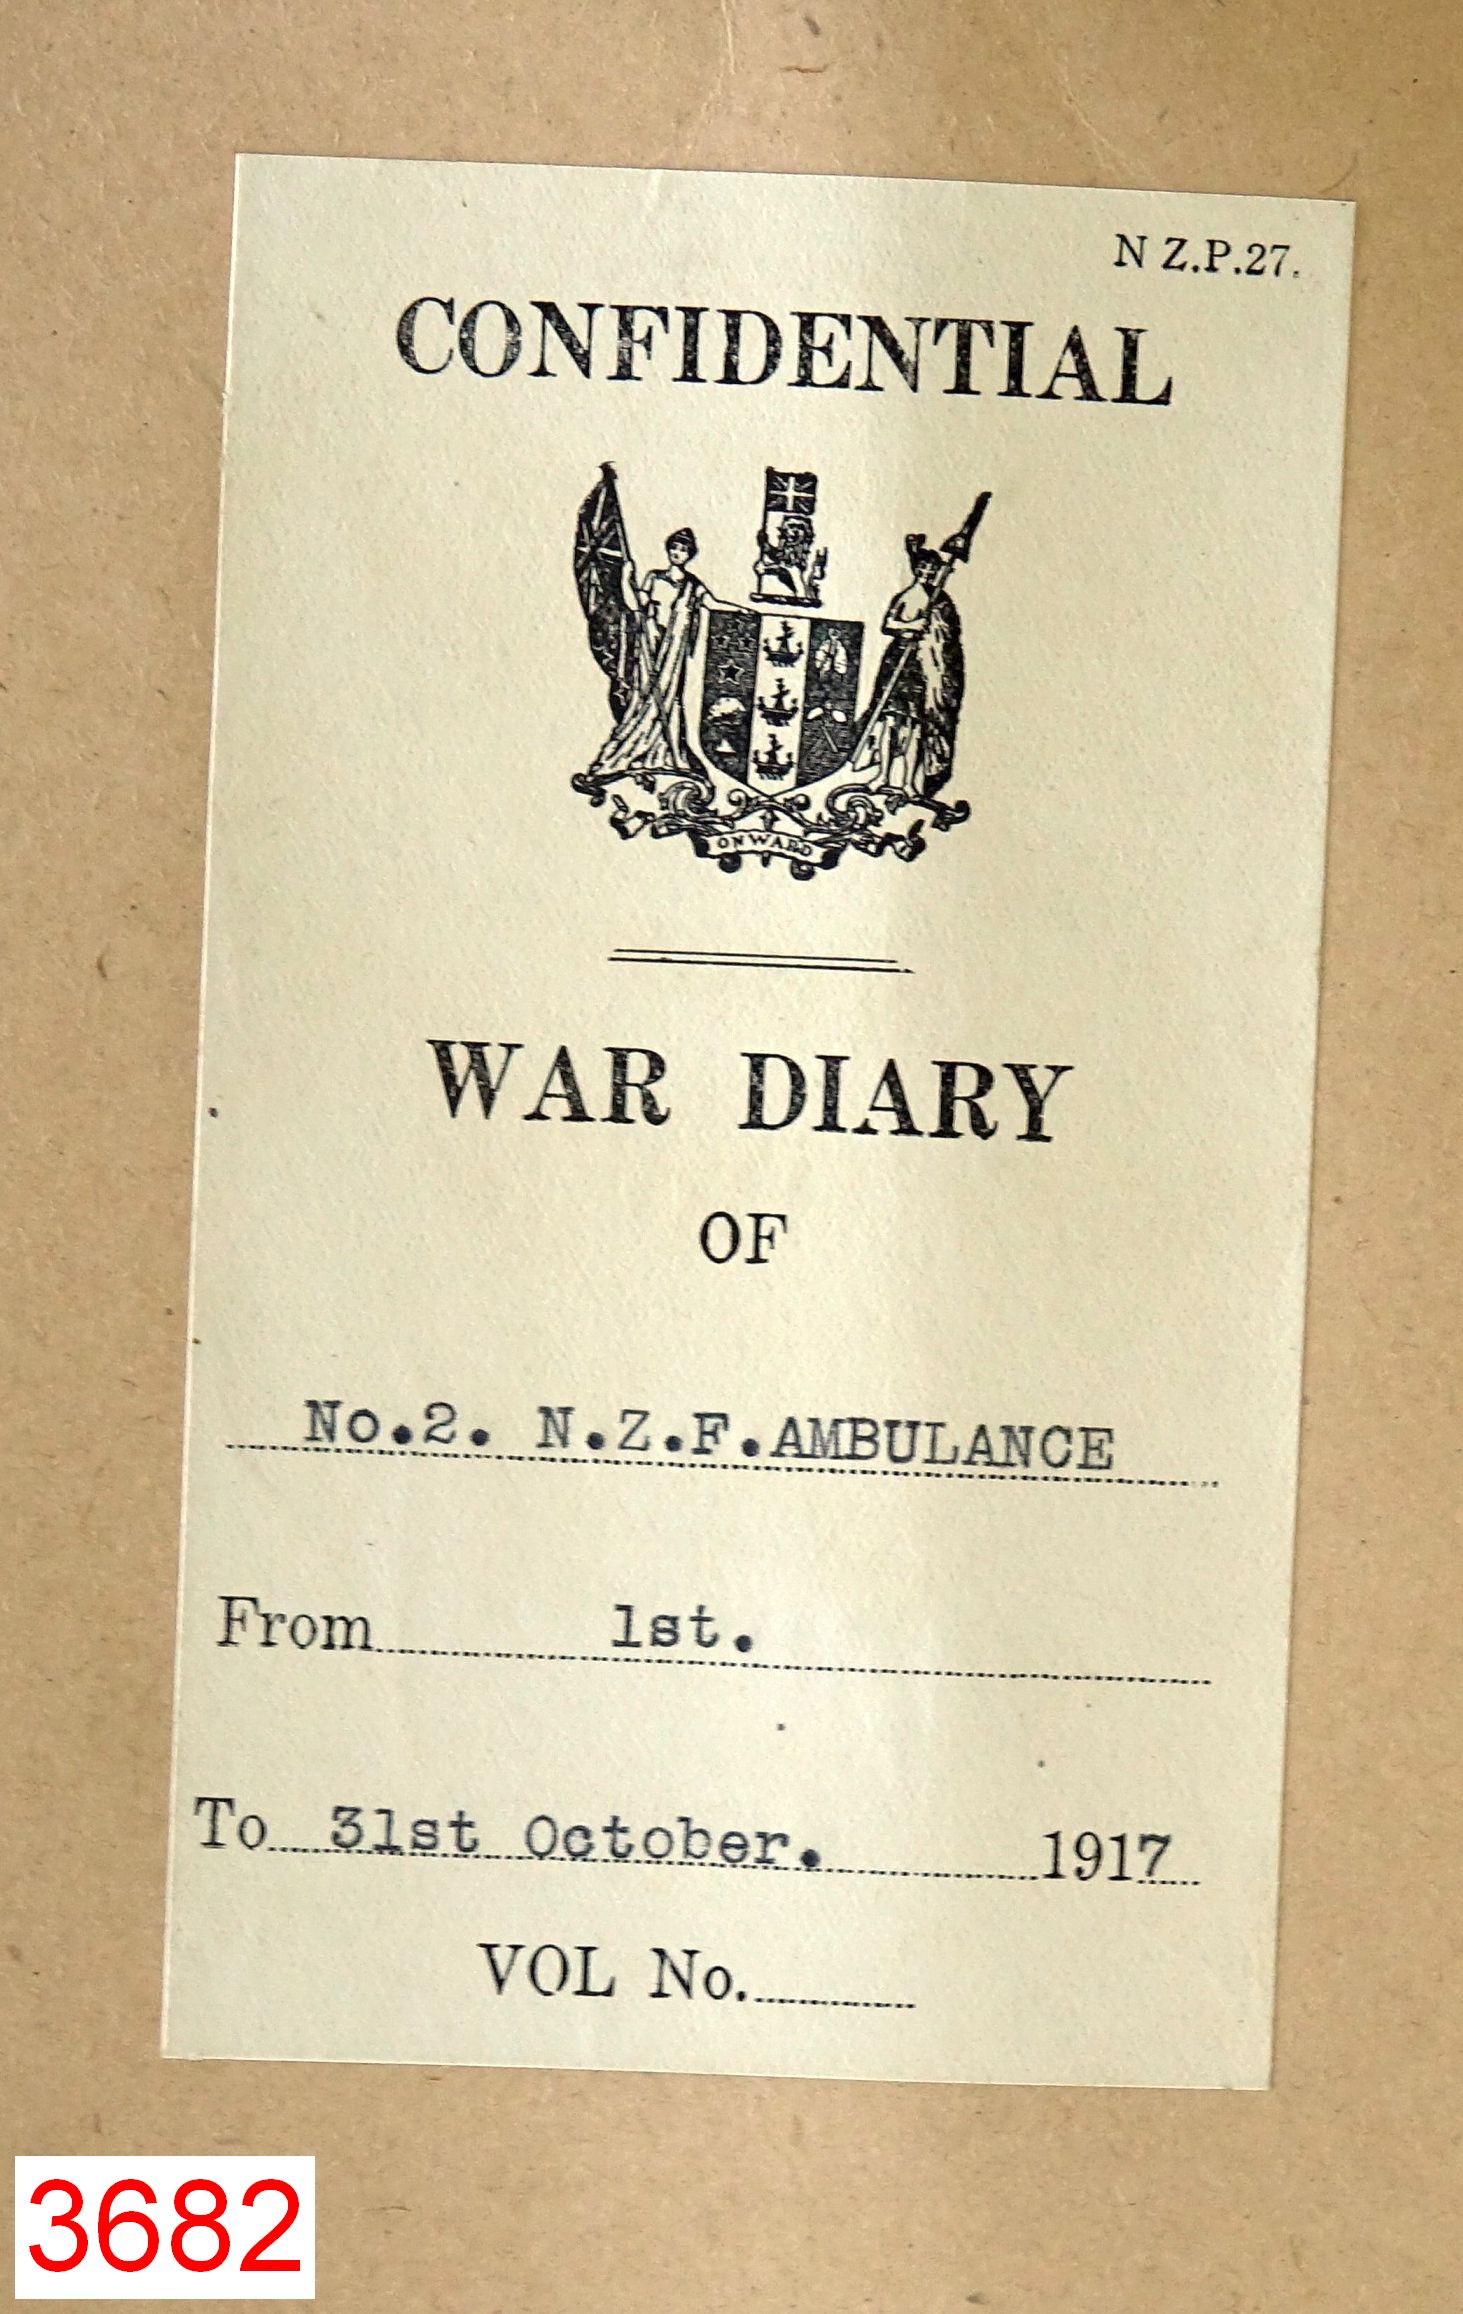 N Z.P.27.
CONFIDENTIAL
ONWARD
WAR DIARY
OF
No.2. N.Z.F.AMBULANCE
From 1st.
To 31st October. 1917
VOL No.
3682